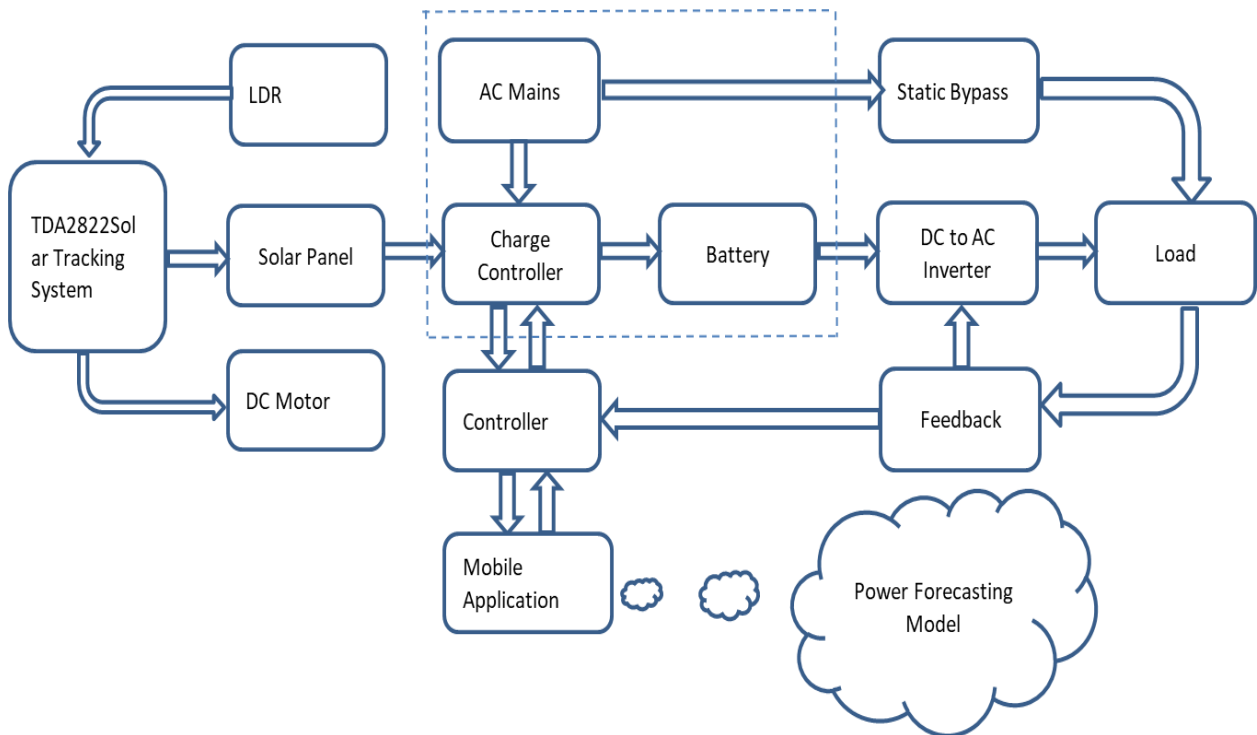 LDR
AC Mains
Static Bypass
TDA2822Sol
ar Tracking
System
Solar Panel
Charge
Controller
Battery
DC to AC
Inverter
Load
DC Motor
Controller
Feedback
Mobile
Application
Power Forecasting
Model